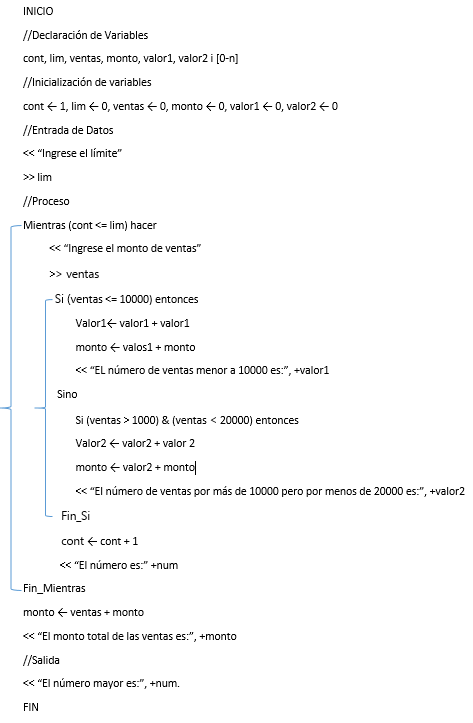 INICIO
//Declaración de Variables
cont, lim, ventas, monto, valor1, valor2 i [0-n]
//Inicialización de variables
cont ← 1, lim ← 0, ventas ← 0, monto ← 0, valor1 ← 0, valor2 ← 0
//Entrada de Datos
<< “Ingrese el límite”
>> lim
//Proceso
Mientras (cont <= lim) hacer
<< “Ingrese el monto de ventas”
>> ventas
Si (ventas <= 10000) entonces
Valor1← valor1 + valor1
monto ← valos1 + monto
<< “EL número de ventas menor a 10000 es:”, +valor1
Sino
Si (ventas > 1000) & (ventas < 20000) entonces
Valor2 ← valor2 + valor 2
monto ← valor2 + monto
<< “El número de ventas por más de 10000 pero por menos de 20000 es:”, +valor2
Fin_Si
cont ← cont + 1
<< “El número es:” +num
Fin_Mientras
monto ← ventas + monto
<< “El monto total de las ventas es:”, +monto
//Salida
<< “El número mayor es:”, +num.
FIN